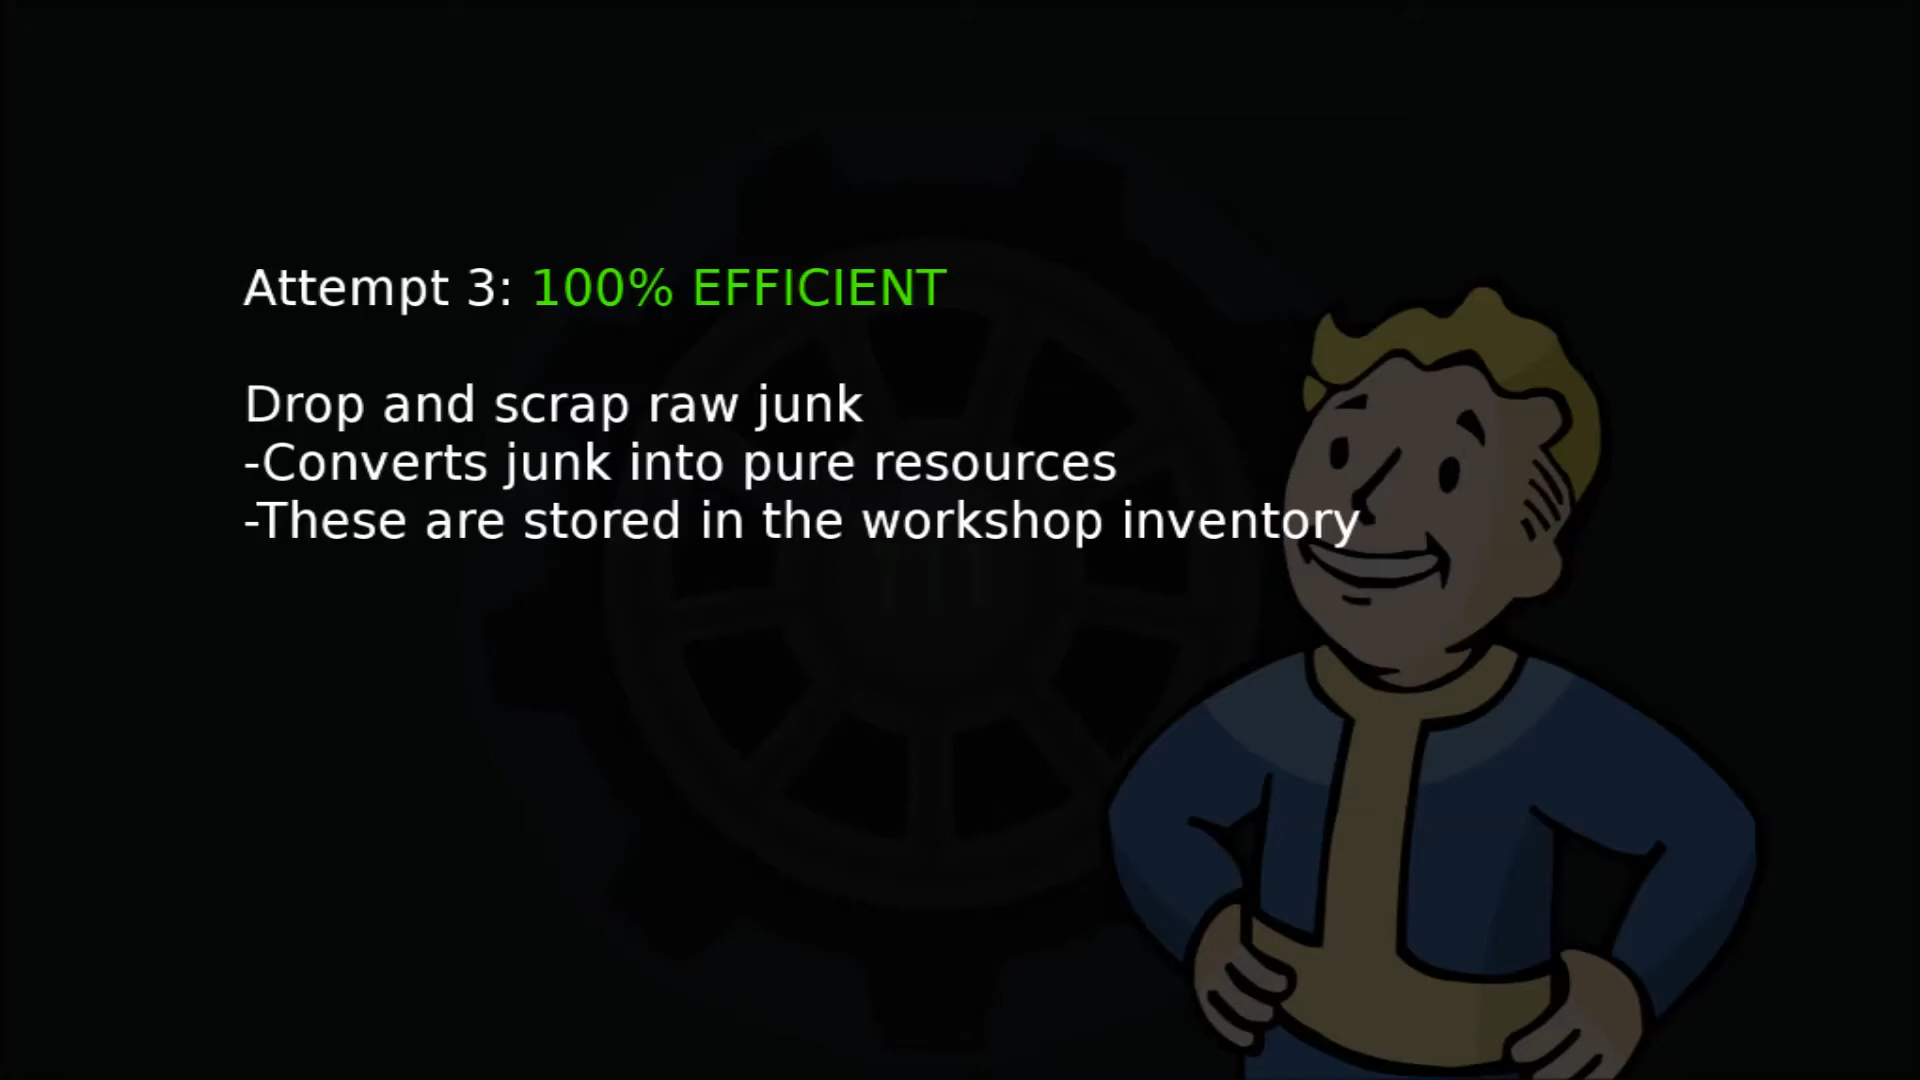 Attempt 3: 100% EFFICIENT
Drop and scrap raw junk
-Converts junk into pure resources
-These are stored in the workshop inventory